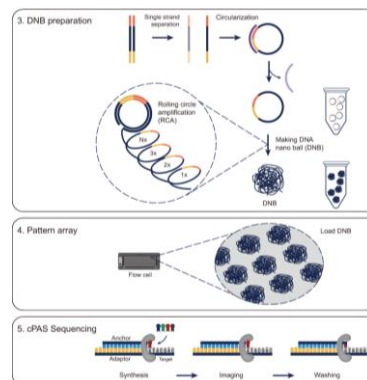 3. DNB preparation
Single strand
separation
Circularization
Rolling circle
amplification
(RCA)
Nx
3x
2x
1x
Making DNA
nano ball (DNB)
DNB
4. Pattern array
Load DNB
Flow cell
5. cPAS Sequencing
Anchor
Adaptor
Target
Synthesis
Imaging
Washing